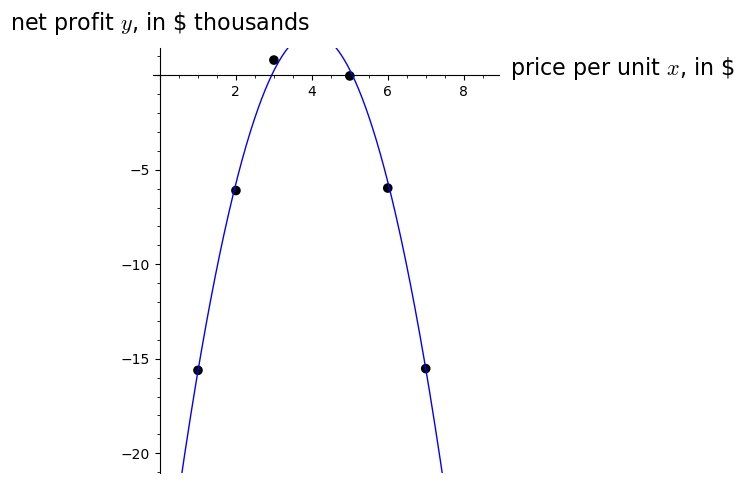 net profit y, in $ thousands
price per unit x, in $
2 4 6 8
−5
−10
−15
−20